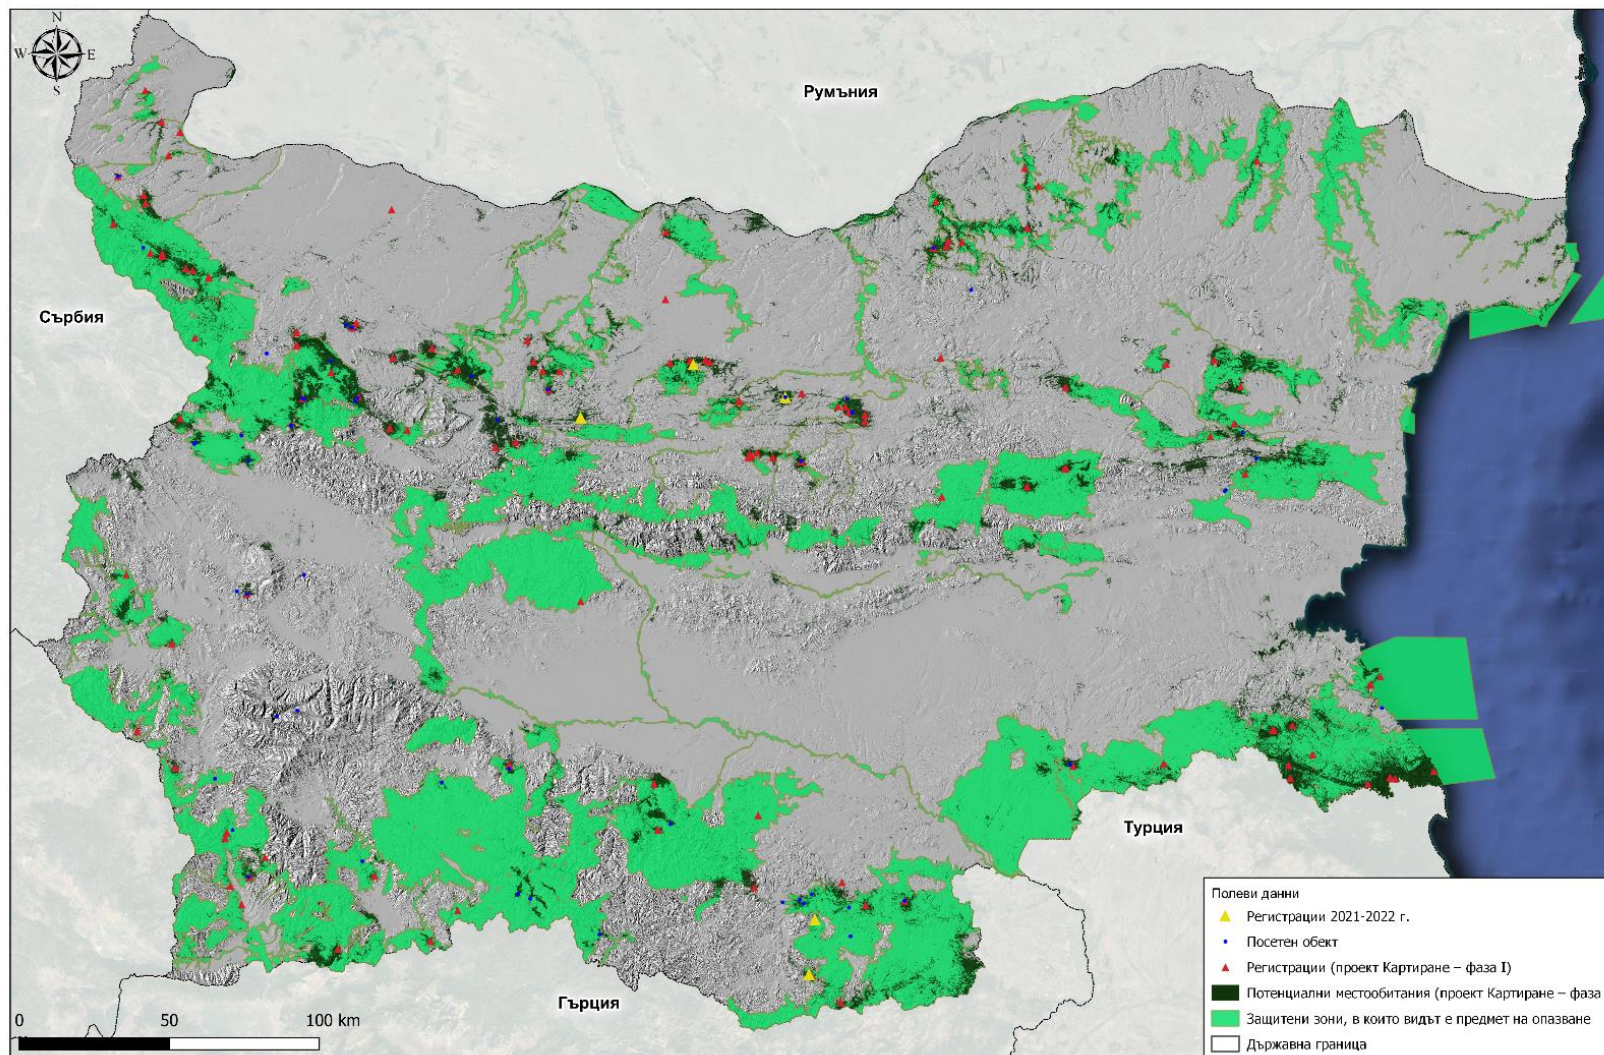 N
W
E
S
Румъния
Сърбия
Турция
Гърция
0
50
100 km
Полеви данни
Регистрации 2021-2022 г.
Посетен обект
Регистрации (проект Картиране – фаза I)
Потенциални местообитания (проект Картиране – фаза
Защитени зони, в които видът е предмет на опазване
Държавна граница